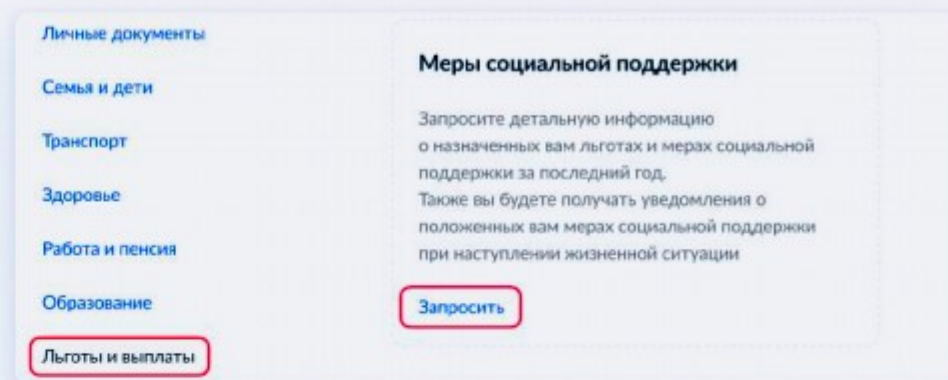 Личные документы
Семья и дети
Транспорт
Здоровье
Работа и пенсия
Образование
Льготы и выплаты
Меры социальной поддержки
Запросите детальную информацию
о назначенных вам льготах и мерах социальной
поддержки за последний год.
Также вы будете получать уведомления о
положенных вам мерах социальной поддержки
при наступлении жизненной ситуации
Запросить